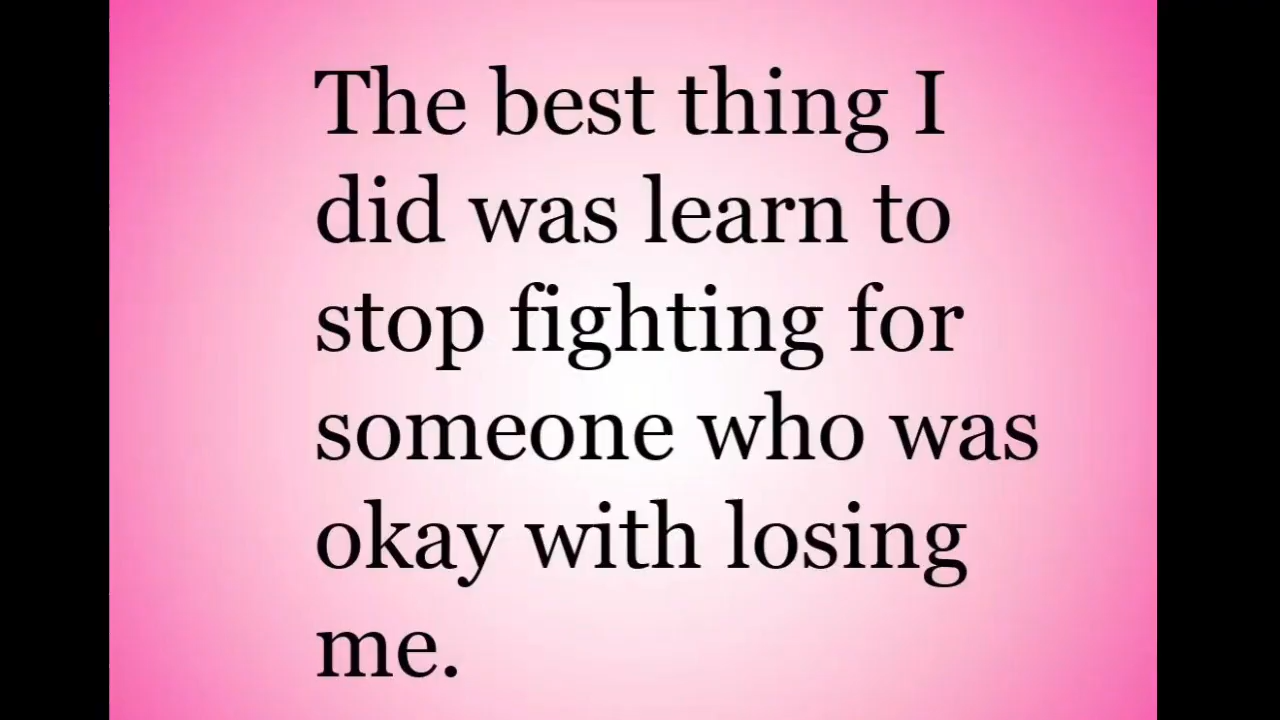 The best thing I
did was learn to
stop fighting for
someone who was
okay with losing
me.